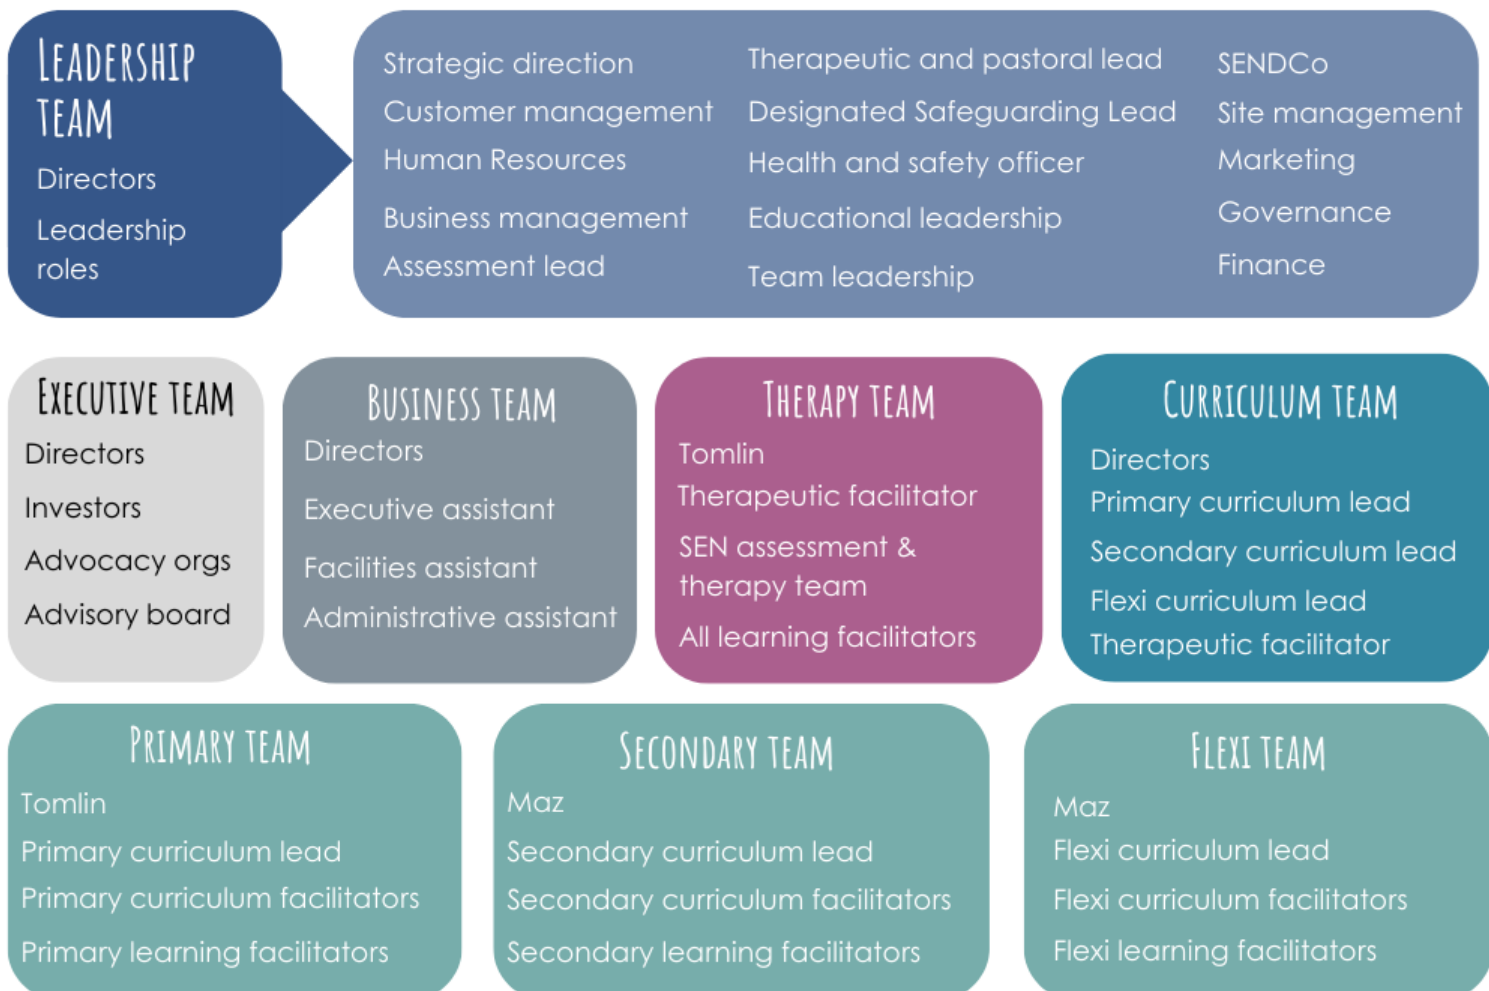 LEADERSHIP
TEAM
Directors
Leadership
roles
Strategic direction
Customer management
Human Resources
Business management
Assessment lead
Therapeutic and pastoral lead
Designated Safeguarding Lead
Health and safety officer
Educational leadership
Team leadership
SENDCo
Site management
Marketing
Governance
Finance
EXECUTIVE TEAM
Directors
Investors
Advocacy orgs
Advisory board
BUSINESS TEAM
Directors
Executive assistant
Facilities assistant
Administrative assistant
THERAPY TEAM
Tomlin
Therapeutic facilitator
SEN assessment &
therapy team
All learning facilitators
CURRICULUM TEAM
Directors
Primary curriculum lead
Secondary curriculum lead
Flexi curriculum lead
Therapeutic facilitator
PRIMARY TEAM
Tomlin
Primary curriculum lead
Primary curriculum facilitators
Primary learning facilitators
SECONDARY TEAM
Maz
Secondary curriculum lead
Secondary curriculum facilitators
Secondary learning facilitators
FLEXI TEAM
Maz
Flexi curriculum lead
Flexi curriculum facilitators
Flexi learning facilitators